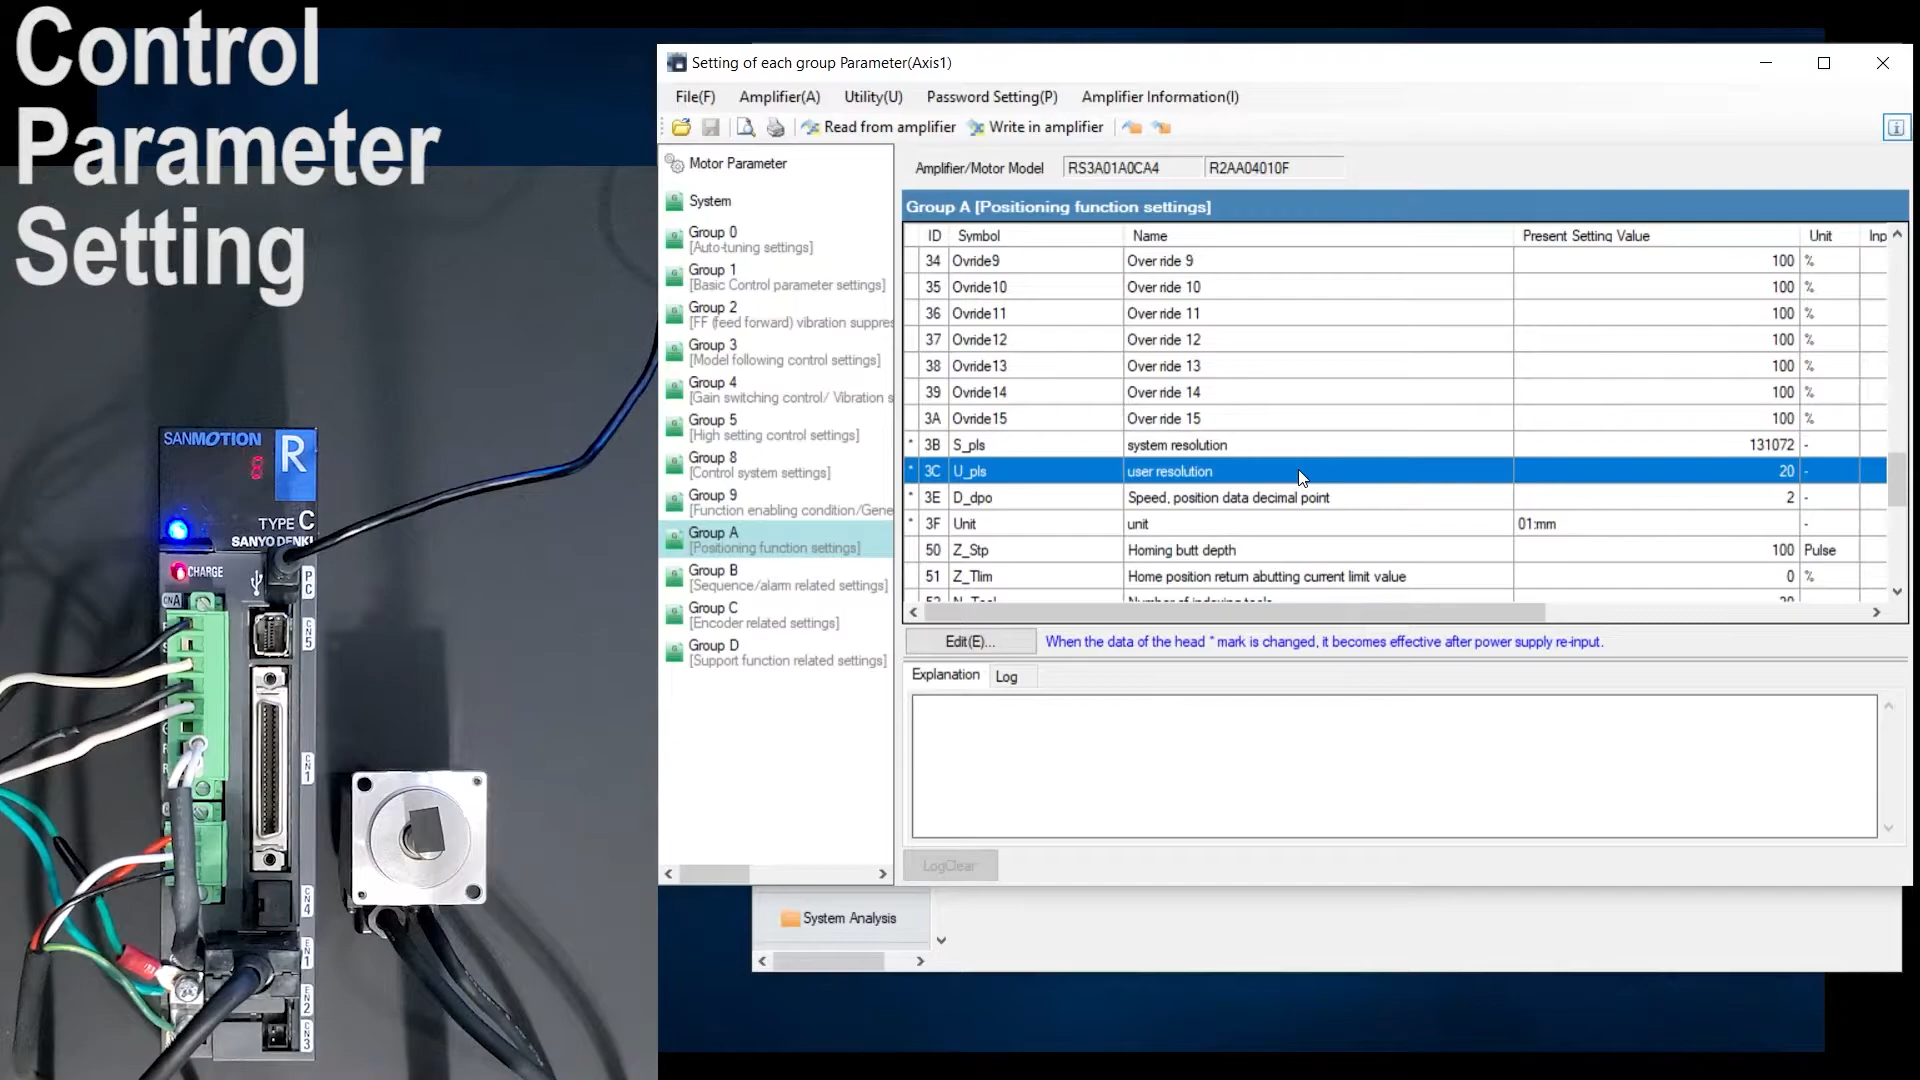 Control
Parameter
Setting
SANMOTION
R
8
TYPE C
SANYO DENKI
CHARGE
PC
CNA
CN5
CN1
CN4
EN1
EN2
CN3
Setting of each group Parameter(Axis1)
File(F) Amplifier(A) Utility(U) Password Setting(P) Amplifier Information(I)
Read from amplifier Write in amplifier
Motor Parameter
System
Group 0
[Auto-tuning settings]
Group 1
[Basic Control parameter settings]
Group 2
[FF (feed forward) vibration suppres
Group 3
[Model following control settings]
Group 4
[Gain switching control/ Vibration s
Group 5
[High setting control settings]
Group 8
[Control system settings]
Group 9
[Function enabling condition/Gene
Group A
[Positioning function settings]
Group B
[Sequence/alarm related settings]
Group C
[Encoder related settings]
Group D
[Support function related settings]
Amplifier/Motor Model RS3A01A0CA4 R2AA04010F
Group A [Positioning function settings]
ID Symbol Name Present Setting Value Unit Inp
34 Ovride9 Over ride 9 100 %
35 Ovride10 Over ride 10 100 %
36 Ovride11 Over ride 11 100 %
37 Ovride12 Over ride 12 100 %
38 Ovride13 Over ride 13 100 %
39 Ovride14 Over ride 14 100 %
3A Ovride15 Over ride 15 100 %
* 3B S_pls system resolution 131072 -
* 3C U_pls user resolution 20 -
* 3E D_dpo Speed, position data decimal point 2 -
* 3F Unit unit 01:mm -
50 Z_Stp Homing butt depth 100 Pulse
51 Z_Tlim Home position return abutting current limit value 0 %
Edit(E)... When the data of the head * mark is changed, it becomes effective after power supply re-input.
Explanation Log
LogClear
System Analysis